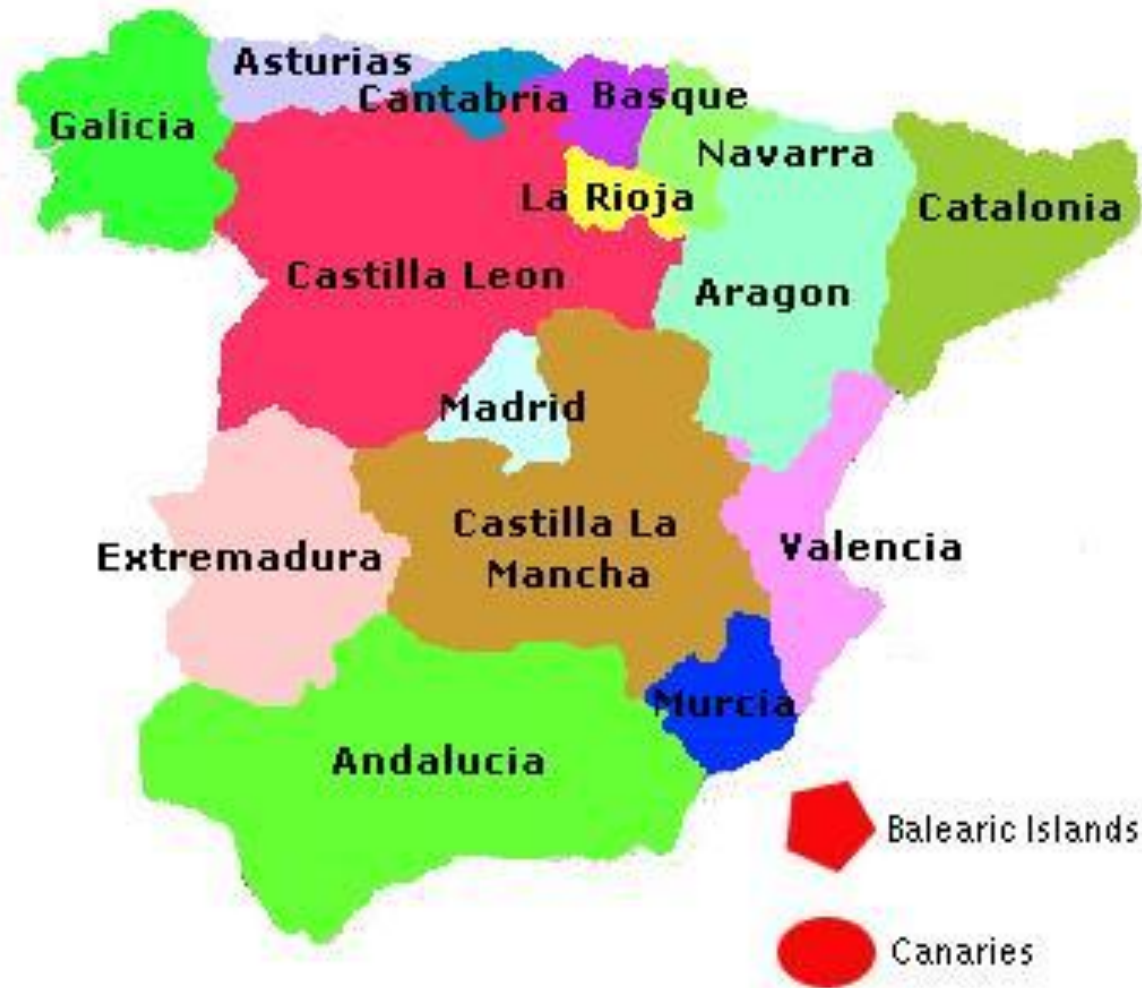 Asturias
Cantabria
Basque
Galicia
Navarra
La Rioja
Catalonia
Castilla Leon
Aragon
Madrid
Castilla La
Mancha
Valencia
Extremadura
Murcia
Andalucia
Balearic Islands
Canaries